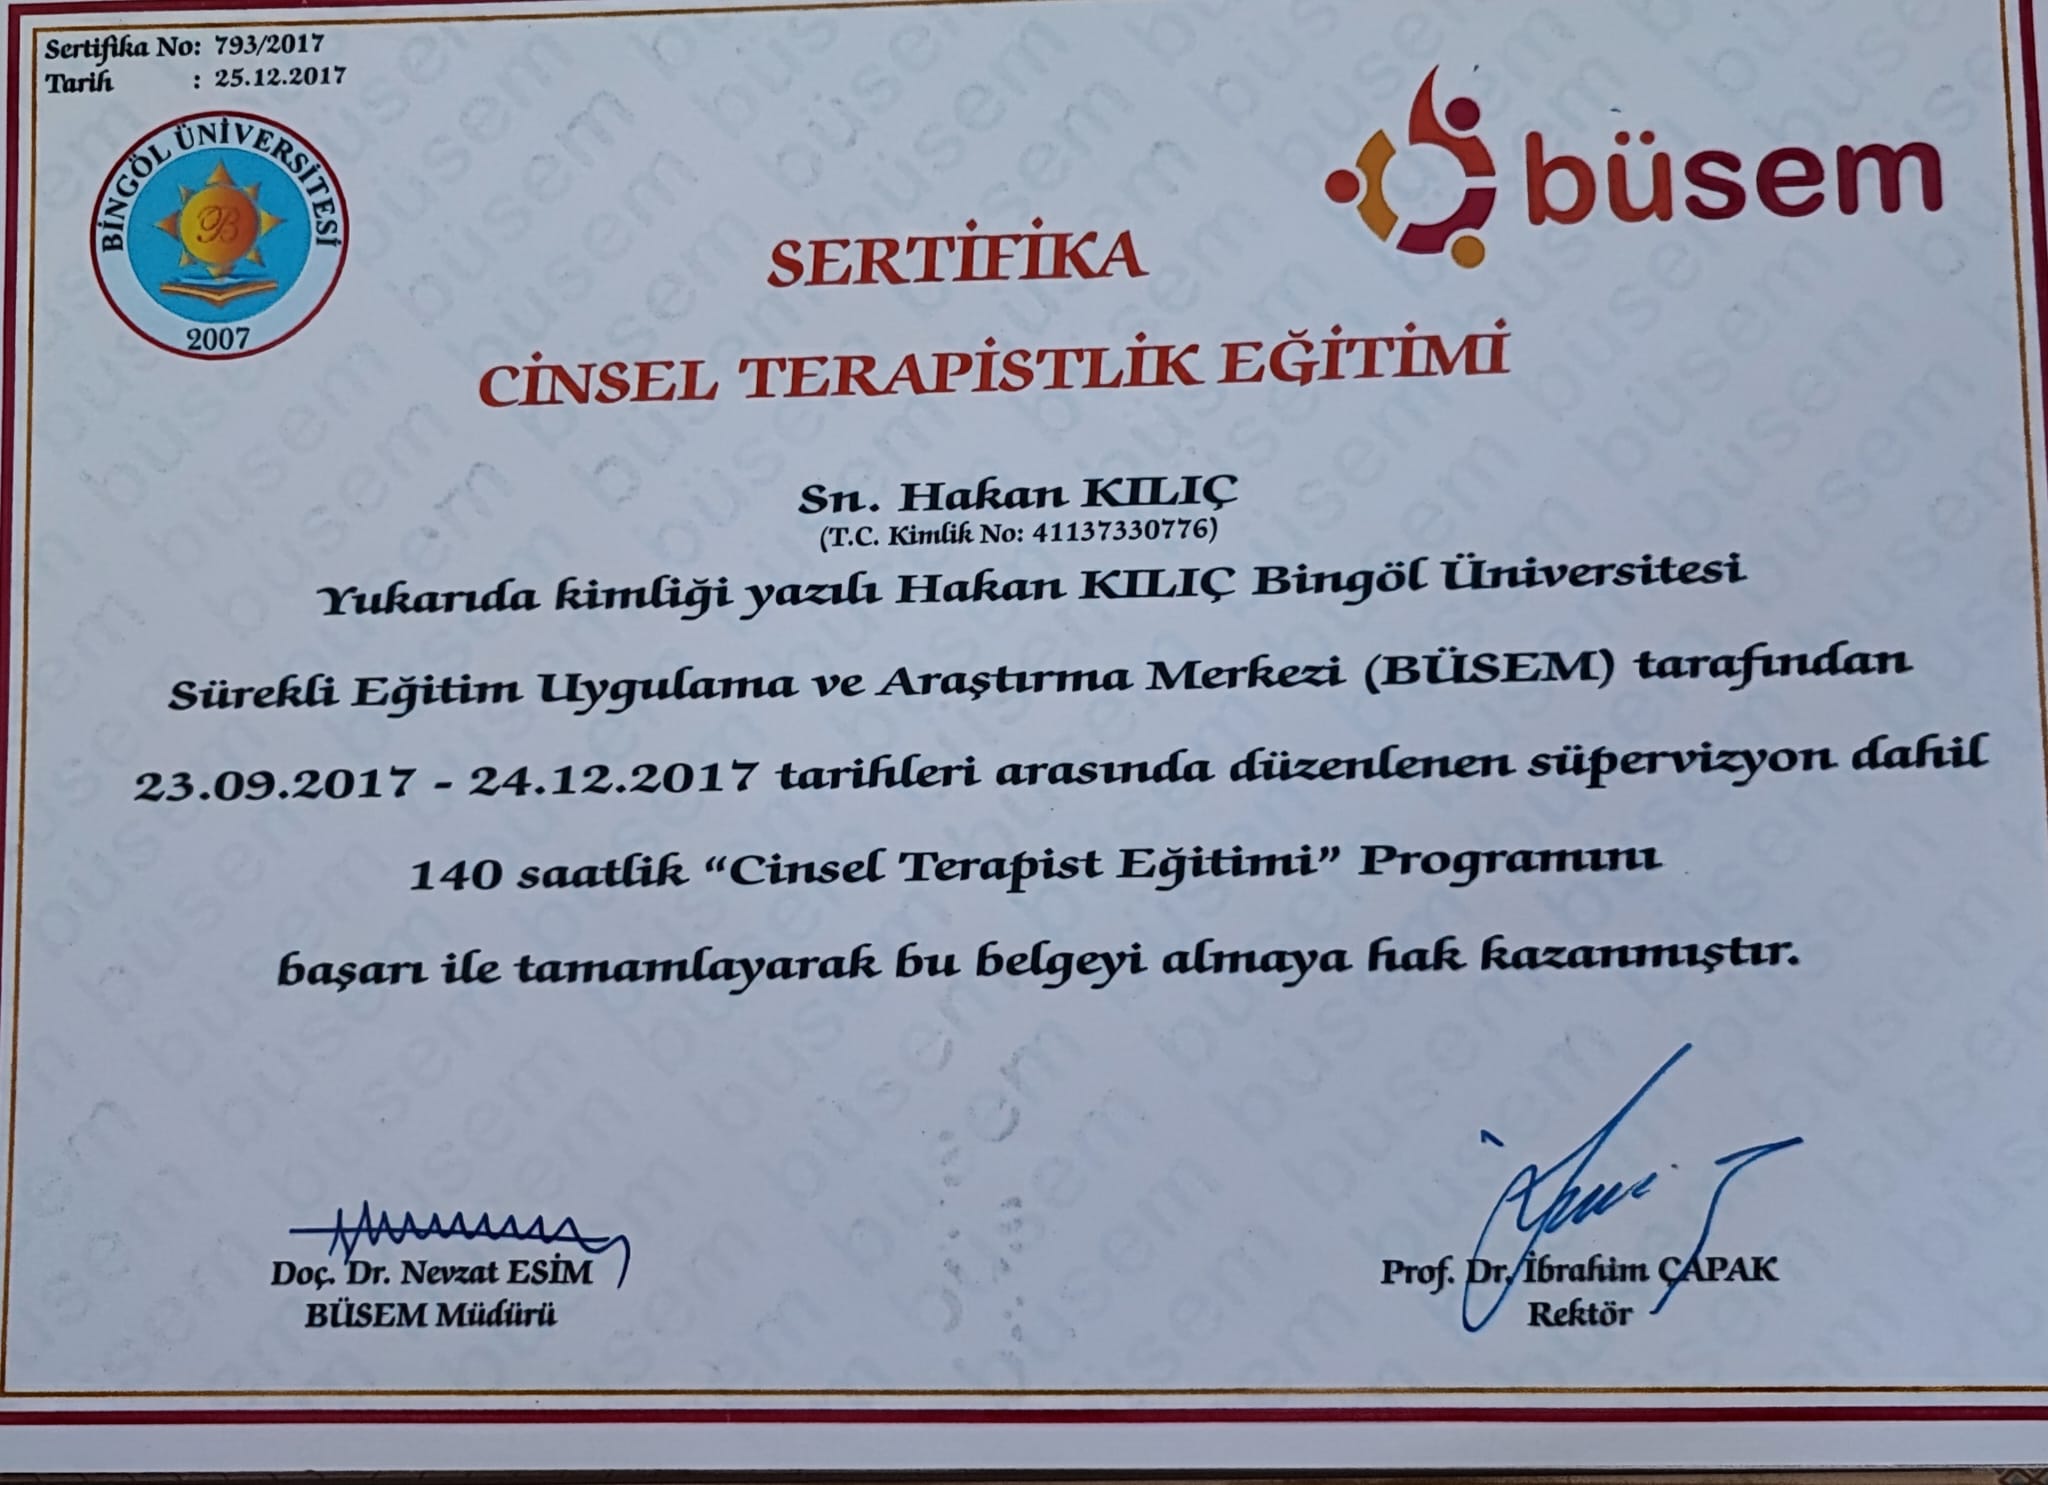 Sertifika No: 793/2017
Tarih : 25.12.2017
BİNGÖL ÜNİVERSİTESİ
B
2007
büsem
SERTİFİKA
CİNSEL TERAPİSTLİK EĞİTİMİ
Sn. Hakan KILIÇ
(T.C. Kimlik No: 41137330776)
Yukarıda kimliği yazılı Hakan KILIÇ Bingöl Üniversitesi
Sürekli Eğitim Uygulama ve Araştırma Merkezi (BÜSEM) tarafından
23.09.2017 - 24.12.2017 tarihleri arasında düzenlenen süpervizyon dahil
140 saatlik “Cinsel Terapist Eğitimi” Programını
başarı ile tamamlayarak bu belgeyi almaya hak kazanmıştır.
Doç. Dr. Nevzat ESİM
BÜSEM Müdürü
Prof. Dr. İbrahim ÇAPAK
Rektör